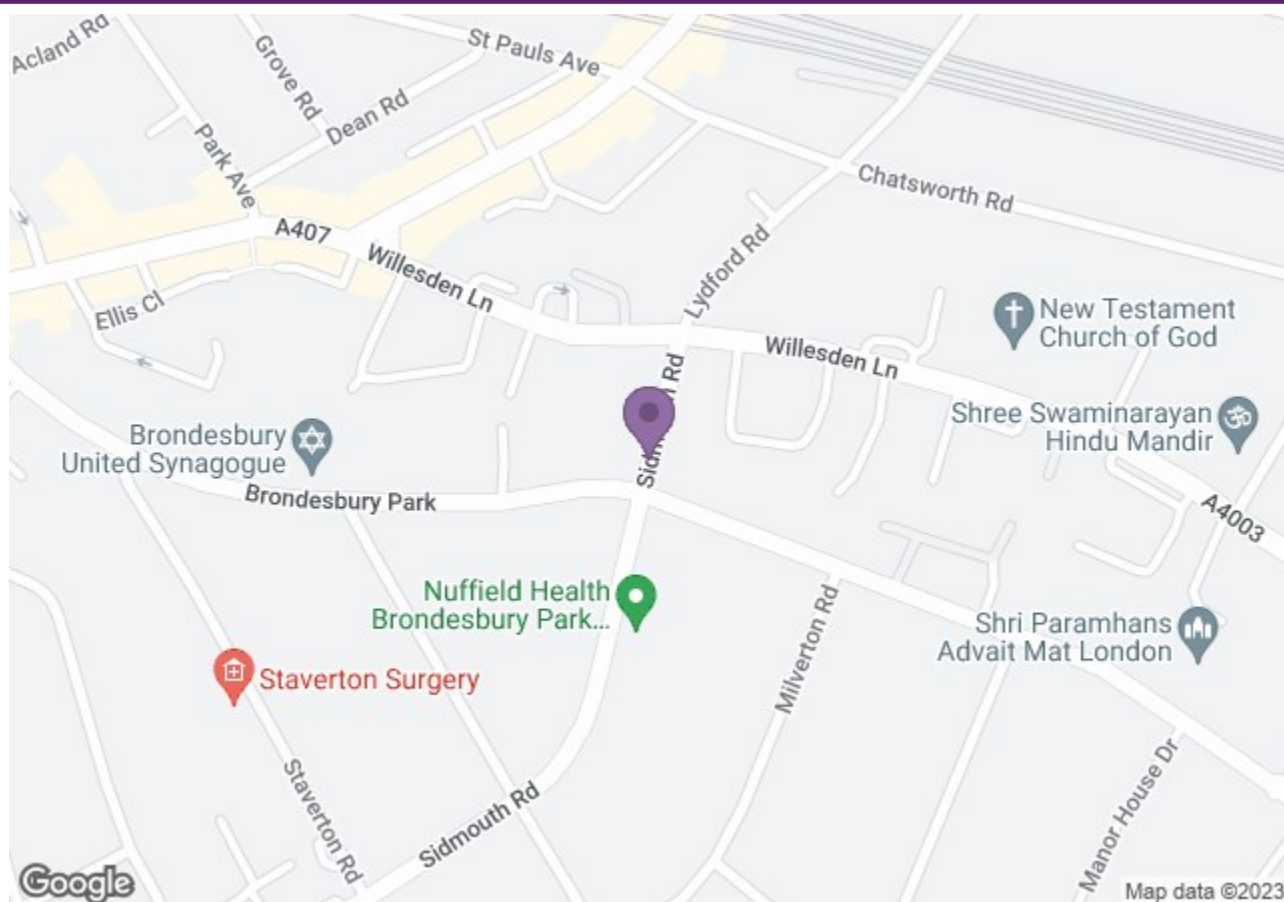 Acland Rd
Grove Rd
St Pauls Ave
Dean Rd
Park Ave
Chatsworth Rd
A407
Willesden Ln
Lydford Rd
Ellis Cl
New Testament
Church of God
Willesden Ln
Rd
Shree Swaminarayan
Hindu Mandir
Brondesbury
United Synagogue
Brondesbury Park
A4003
Nuffield Health
Brondesbury Park...
Shri Paramhans
Advait Mat London
Milverton Rd
Staverton Surgery
Staverton Rd
Sidmouth Rd
Manor House Dr
Google
Map data ©2023